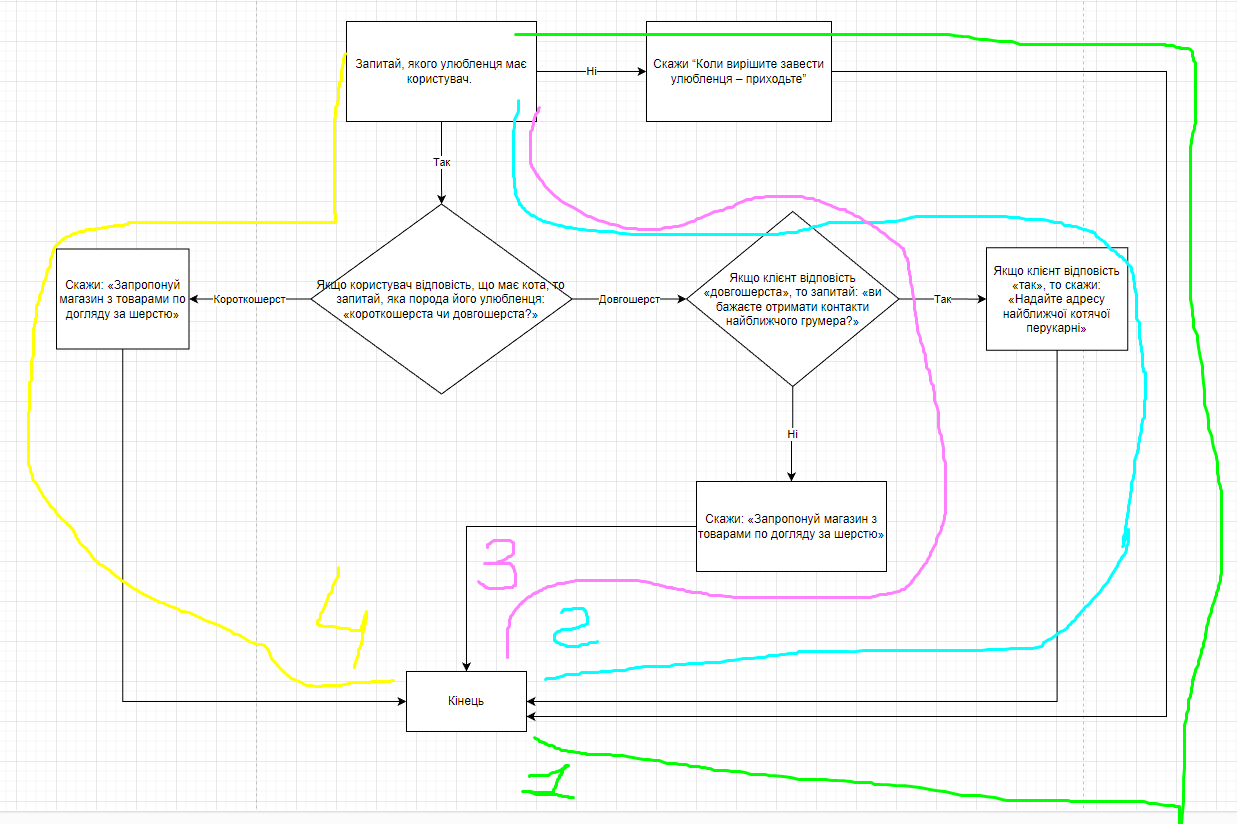 Запитай, якого улюбленця має
користувач.
Ні
Скажи “Коли вирішите завести
улюбленця – приходьте”
Так
Скажи: «Запропонуй
магазин з товарами по
догляду за шерстю»
Короткошерст
Якщо користувач відповість, що має кота, то
запитай, яка порода його улюбленця:
«короткошерста чи довгошерста?»
Довгошерст
Якщо клієнт відповість
«довгошерста», то запитай: «ви
бажаєте отримати контакти
найближчого грумера?»
Так
Якщо клієнт відповість
«так», то скажи:
«Надайте адресу
найближчої котячої
перукарні»
Ні
Скажи: «Запропонуй магазин з
товарами по догляду за шерстю»
3
4
2
Кінець
1